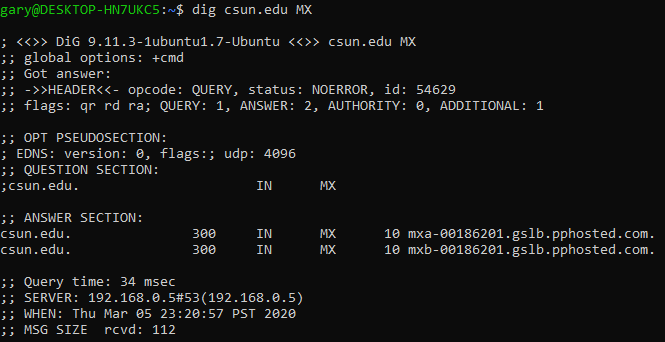 gary@DESKTOP-HN7UKC5:~$ dig csun.edu MX
; <<>> DiG 9.11.3-1ubuntu1.7-Ubuntu <<>> csun.edu MX
;; global options: +cmd
;; Got answer:
;; ->>HEADER<<- opcode: QUERY, status: NOERROR, id: 54629
;; flags: qr rd ra; QUERY: 1, ANSWER: 2, AUTHORITY: 0, ADDITIONAL: 1
;; OPT PSEUDOSECTION:
; EDNS: version: 0, flags:; udp: 4096
;; QUESTION SECTION:
;csun.edu. IN MX
;; ANSWER SECTION:
csun.edu. 300 IN MX 10 mxa-00186201.gslb.pphosted.com.
csun.edu. 300 IN MX 10 mxb-00186201.gslb.pphosted.com.
;; Query time: 34 msec
;; SERVER: 192.168.0.5#53(192.168.0.5)
;; WHEN: Thu Mar 05 23:20:57 PST 2020
;; MSG SIZE rcvd: 112